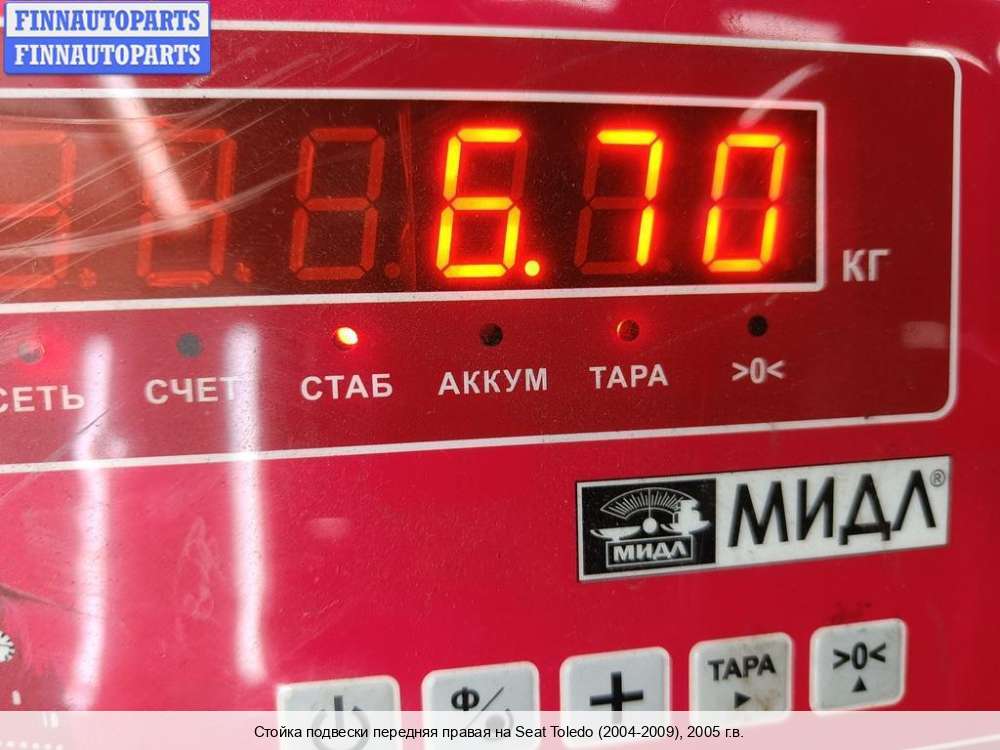 FINNAUTOPARTS
FINNAUTOPARTS
6.70
КГ
СЕТЬ СЧЕТ СТАБ АККУМ ТАРА >0<
МИДЛ МИДЛ®
Ф ТАРА >0<
Стойка подвески передняя правая на Seat Toledo (2004-2009), 2005 г.в.